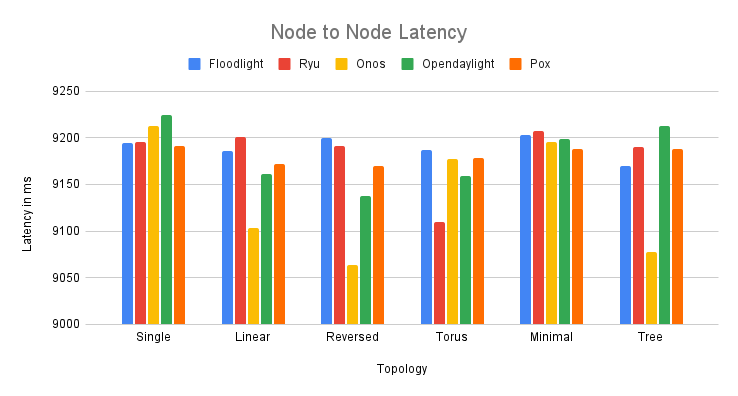 Node to Node Latency
Floodlight Ryu Onos Opendaylight Pox
Latency in ms
9250
9200
9150
9100
9050
9000
Single Linear Reversed Torus Minimal Tree
Topology